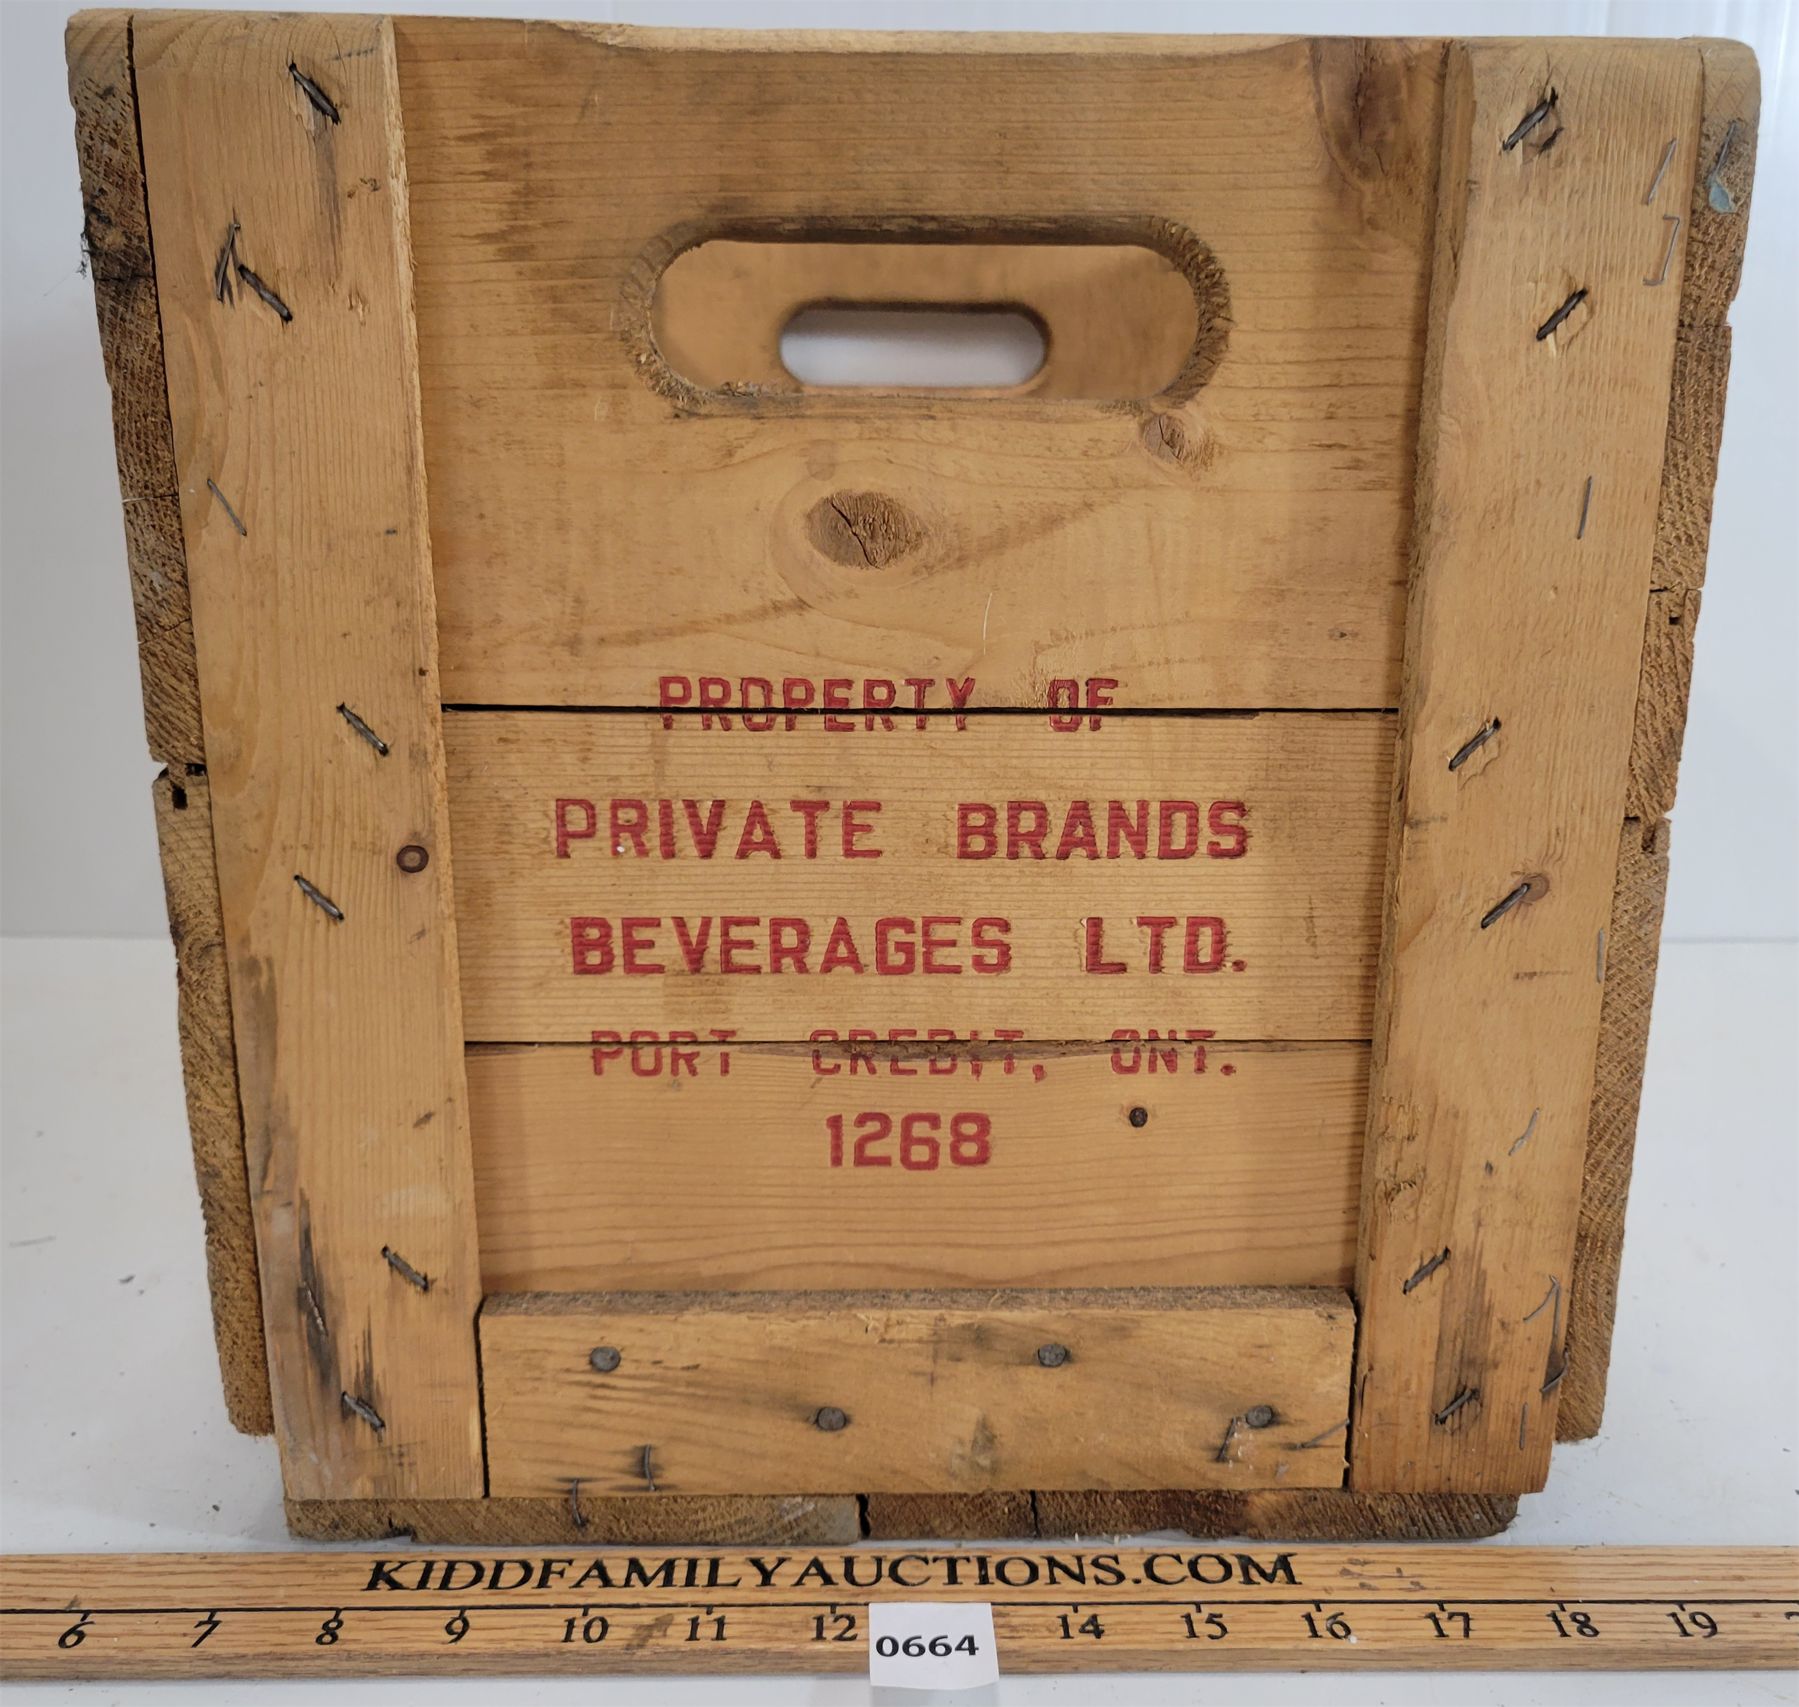 PROPERTY OF
PRIVATE BRANDS
BEVERAGES LTD.
PORT CREDIT, ONT.
1268
KIDDFAMILYAUCTIONS.COM
6 7 8 9 10 11 12 14 15 16 17 18 19
0664